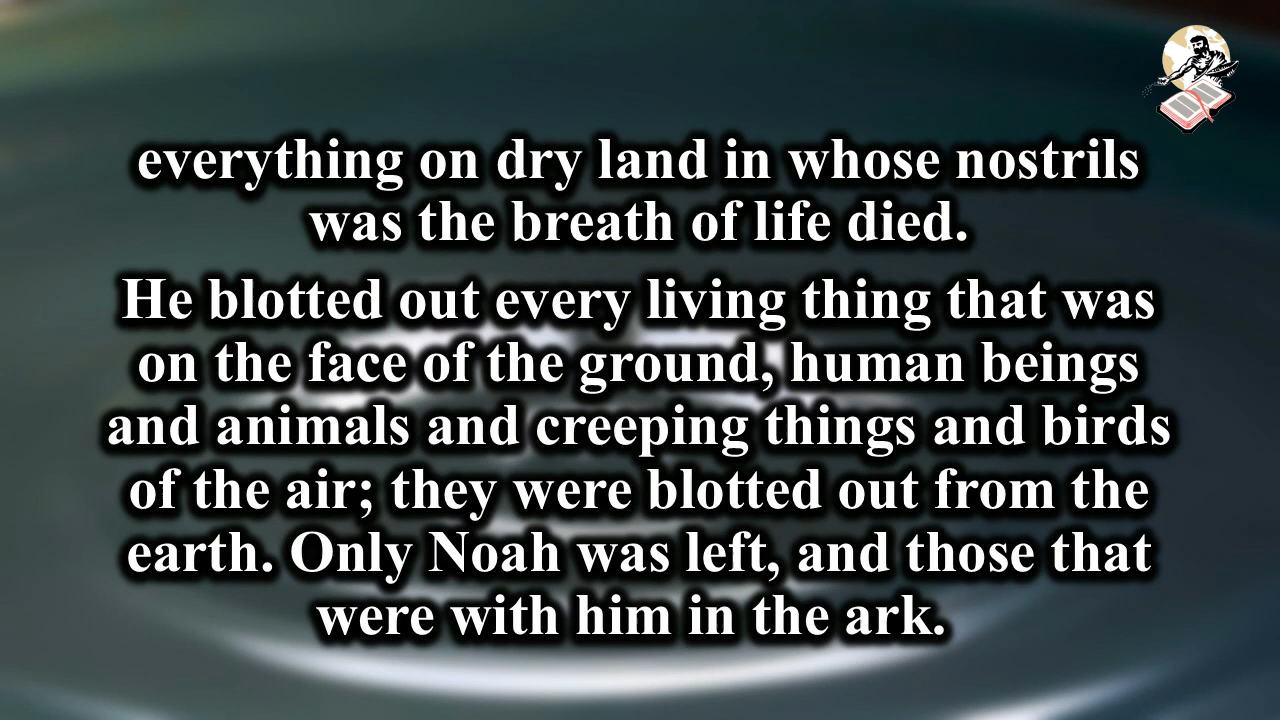 everything on dry land in whose nostrils
was the breath of life died.
He blotted out every living thing that was
on the face of the ground, human beings
and animals and creeping things and birds
of the air; they were blotted out from the
earth. Only Noah was left, and those that
were with him in the ark.